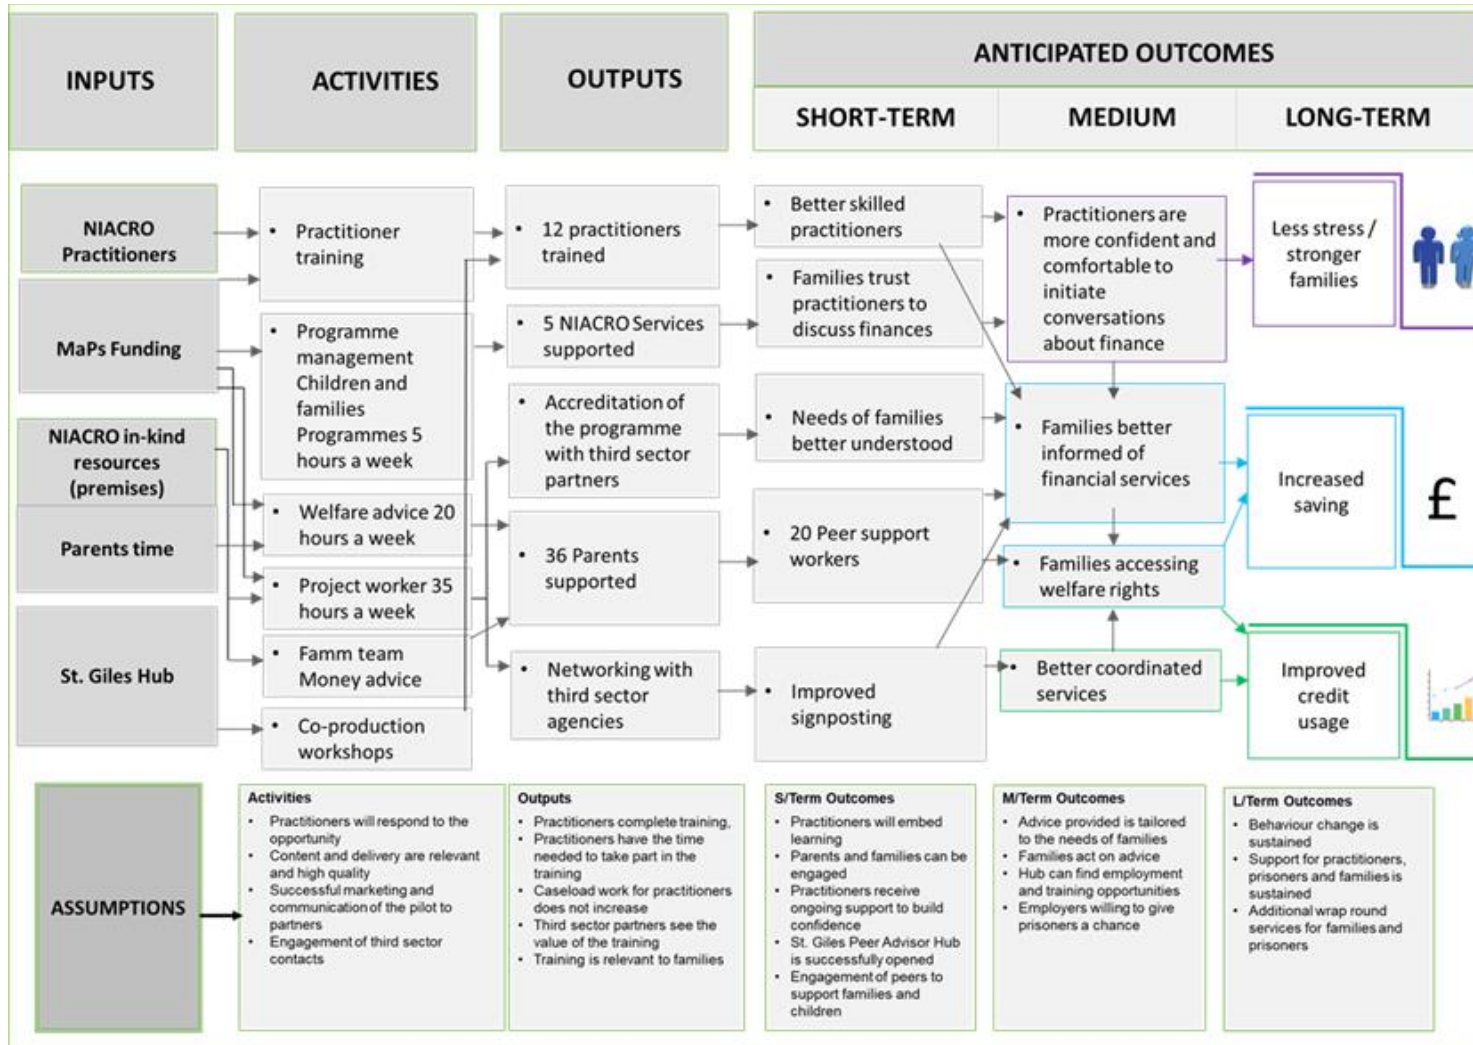 INPUTS
ACTIVITIES
OUTPUTS
ANTICIPATED OUTCOMES
SHORT-TERM
MEDIUM
LONG-TERM
NIACRO
Practitioners
MaPs Funding
NIACRO in-kind
resources
(premises)
Parents time
St. Giles Hub
• Practitioner
training
• Programme
management
Children and
families
Programmes 5
hours a week
• Welfare advice 20
hours a week
• Project worker 35
hours a week
• Famm team
Money advice
• Co-production
workshops
• 12 practitioners
trained
• 5 NIACRO Services
supported
• Accreditation of
the programme
with third sector
partners
• 36 Parents
supported
• Networking with
third sector
agencies
• Better skilled
practitioners
• Families trust
practitioners to
discuss finances
• Needs of families
better understood
• 20 Peer support
workers
• Improved
signposting
• Practitioners are
more confident and
comfortable to
initiate
conversations
about finance
• Families better
informed of
financial services
• Families accessing
welfare rights
• Better coordinated
services
Less stress /
stronger
families
Increased
saving
£
Improved
credit
usage
ASSUMPTIONS
Activities
• Practitioners will respond to the
opportunity
• Content and delivery are relevant
and high quality
• Successful marketing and
communication of the pilot to
partners
• Engagement of third sector
contacts
Outputs
• Practitioners complete training,
• Practitioners have the time
needed to take part in the
training
• Caseload work for practitioners
does not increase
• Third sector partners see the
value of the training
• Training is relevant to families
S/Term Outcomes
• Practitioners will embed
learning
• Parents and families can be
engaged
• Practitioners receive
ongoing support to build
confidence
• St. Giles Peer Advisor Hub
is successfully opened
• Engagement of peers to
support families and
children
M/Term Outcomes
• Advice provided is tailored
to the needs of families
• Families act on advice
• Hub can find employment
and training opportunities
• Employers willing to give
prisoners a chance
L/Term Outcomes
• Behaviour change is
sustained
• Support for practitioners,
prisoners and families is
sustained
• Additional wrap round
services for families and
prisoners